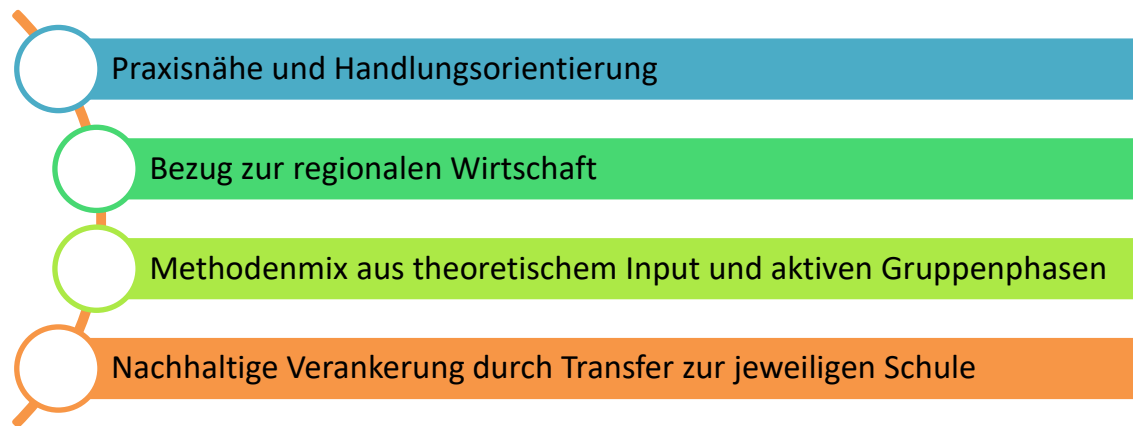 Praxisnähe und Handlungsorientierung
Bezug zur regionalen Wirtschaft
Methodenmix aus theoretischem Input und aktiven Gruppenphasen
Nachhaltige Verankerung durch Transfer zur jeweiligen Schule